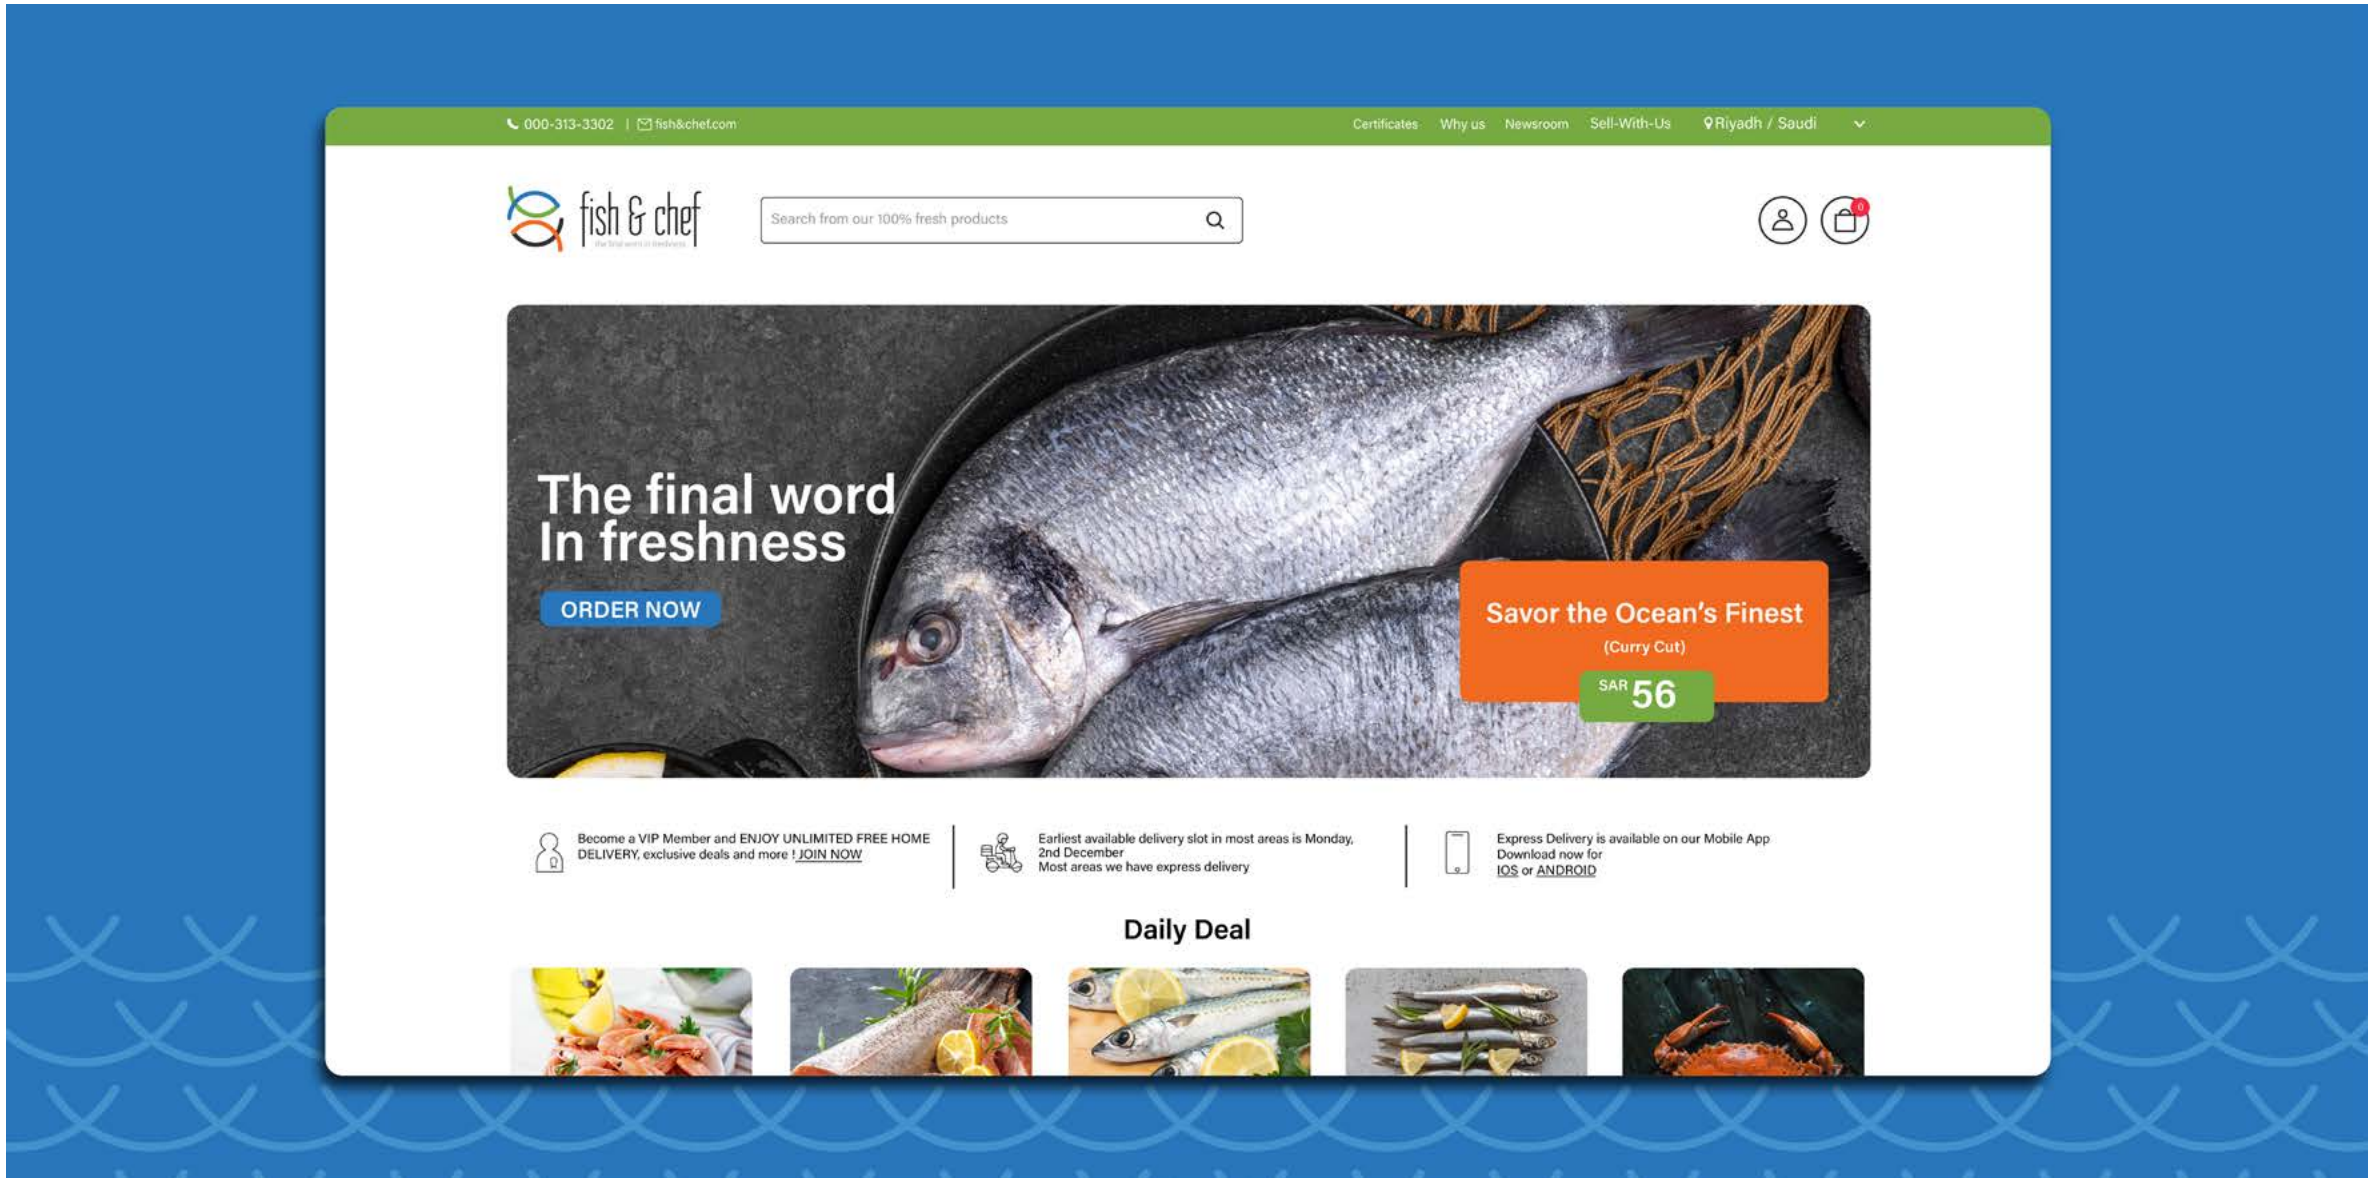 000-313-3302 | fish&chef.com
Certificates Why us Newsroom Sell-With-Us Riyadh / Saudi
fish & chef
Search from our 100% fresh products
0
The final word
In freshness
ORDER NOW
Savor the Ocean's Finest
(Curry Cut)
SAR 56
Become a VIP Member and ENJOY UNLIMITED FREE HOME
DELIVERY, exclusive deals and more ! JOIN NOW
Earliest available delivery slot in most areas is Monday,
2nd December
Most areas we have express delivery
Express Delivery is available on our Mobile App
Download now for
IOS or ANDROID
Daily Deal